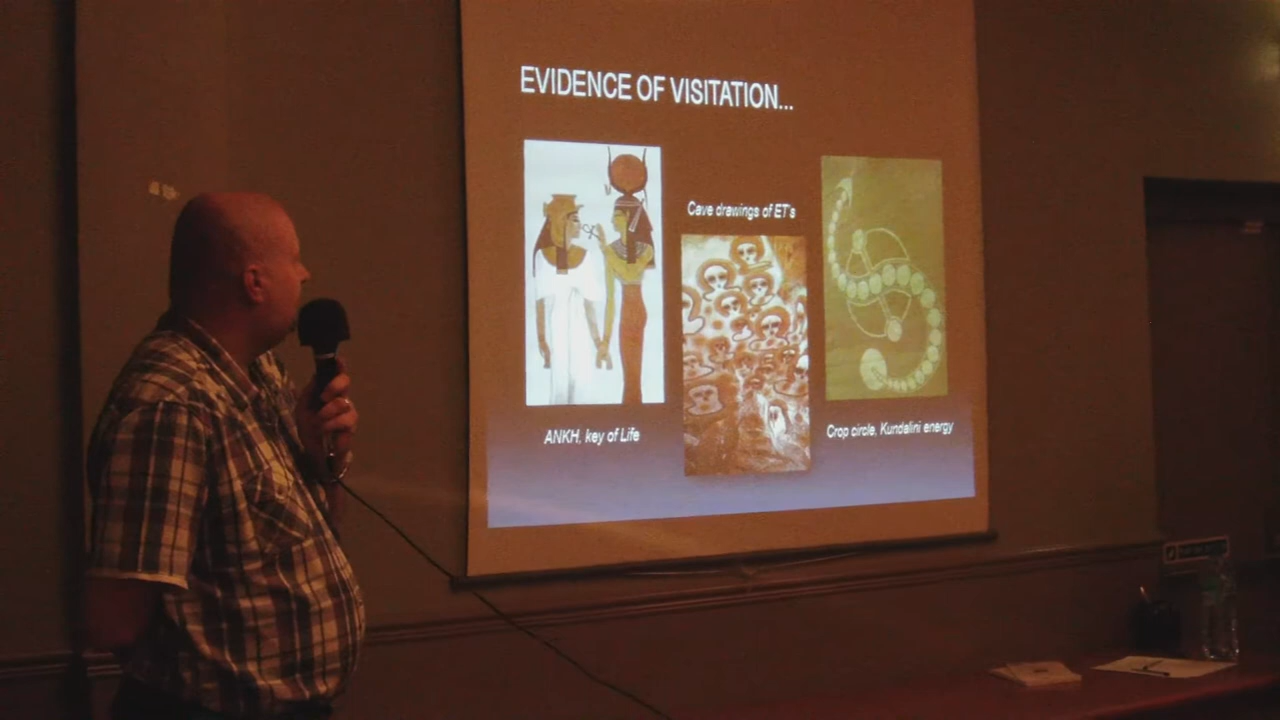 EVIDENCE OF VISITATION...
Cave drawings of ET's
ANKH, key of Life
Crop circle, Kundalini energy